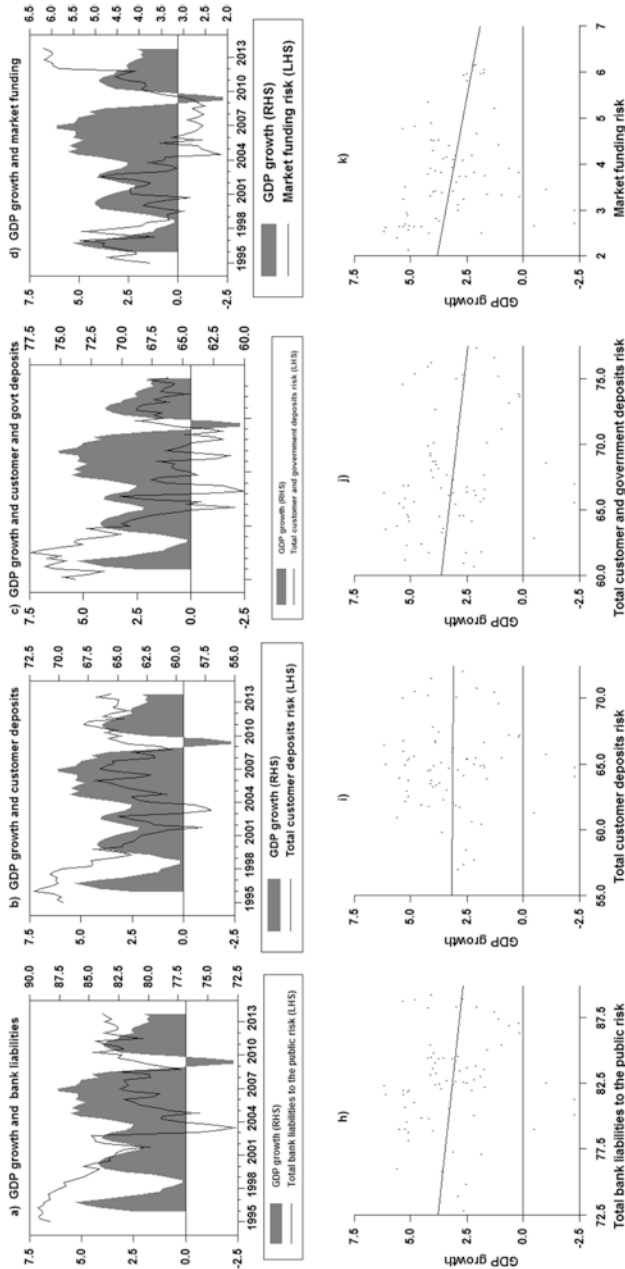 a) GDP growth and bank liabilities
7.5
5.0
2.5
0.0
-2.5
90.0
87.5
85.0
82.5
80.0
77.5
75.0
72.5
1995 1998 2001 2004 2007 2010 2013
GDP growth (RHS)
Total bank liabilities to the public risk (LHS)
b) GDP growth and customer deposits
7.5
5.0
2.5
0.0
-2.5
72.5
70.0
67.5
65.0
62.5
60.0
57.5
55.0
1995 1998 2001 2004 2007 2010 2013
GDP growth (RHS)
Total customer deposits risk (LHS)
c) GDP growth and customer and govt deposits
7.5
5.0
2.5
0.0
-2.5
77.5
75.0
72.5
70.0
67.5
65.0
62.5
60.0
GDP growth (RHS)
Total customer and government deposits risk (LHS)
d) GDP growth and market funding
7.5
5.0
2.5
0.0
-2.5
6.5
6.0
5.5
5.0
4.5
4.0
3.5
3.0
2.5
2.0
1995 1998 2001 2004 2007 2010 2013
GDP growth (RHS)
Market funding risk (LHS)
h)
GDP growth
7.5
5.0
2.5
0.0
-2.5
72.5 77.5 82.5 87.5
Total bank liabilities to the public risk
i)
GDP growth
7.5
5.0
2.5
0.0
-2.5
55.0 60.0 65.0 70.0
Total customer deposits risk
j)
GDP growth
7.5
5.0
2.5
0.0
-2.5
60.0 65.0 70.0 75.0
Total customer and government deposits risk
k)
GDP growth
7.5
5.0
2.5
0.0
-2.5
2 3 4 5 6 7
Market funding risk